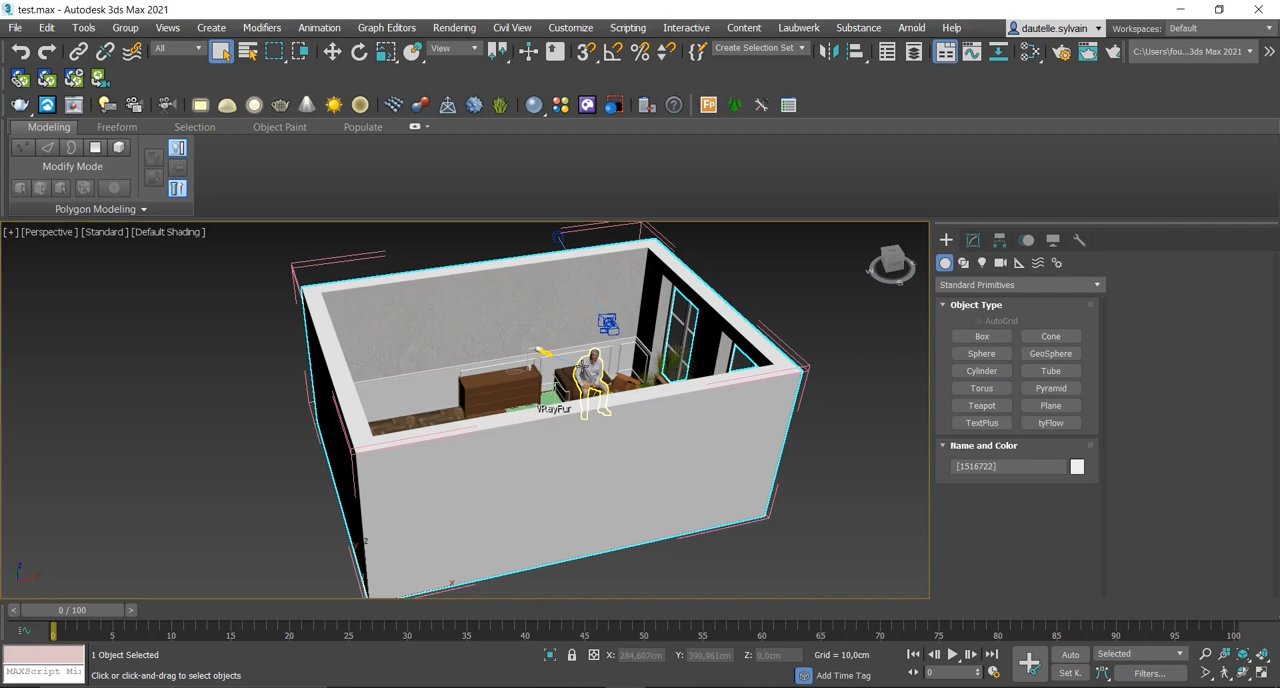 test.max - Autodesk 3ds Max 2021
File Edit Tools Group Views Create Modifiers Animation Graph Editors Rendering Civil View Customize Scripting Interactive Content Laubwerk Substance Arnold Help dautelle.sylvain Workspaces: Default
All View Create Selection Set C:\Users\fou...3ds Max 2021
Modeling Freeform Selection Object Paint Populate
Modify Mode
Polygon Modeling
[+] [Perspective ] [Standard ] [Default Shading ]
Standard Primitives
Object Type
AutoGrid
Box Cone
Sphere GeoSphere
Cylinder Tube
Torus Pyramid
Teapot Plane
TextPlus tyFlow
Name and Color
[1516722]
VRayFur
z
x
z
< 0 / 100 >
0 5 10 15 20 25 30 35 40 45 50 55 60 65 70 75 80 85 90 95 100
1 Object Selected X: 284,607cm Y: 390,961cm Z: 0,0cm Grid = 10,0cm Auto Selected
MAXScript Mi: Click or click-and-drag to select objects Add Time Tag 0 Set K. Filters...